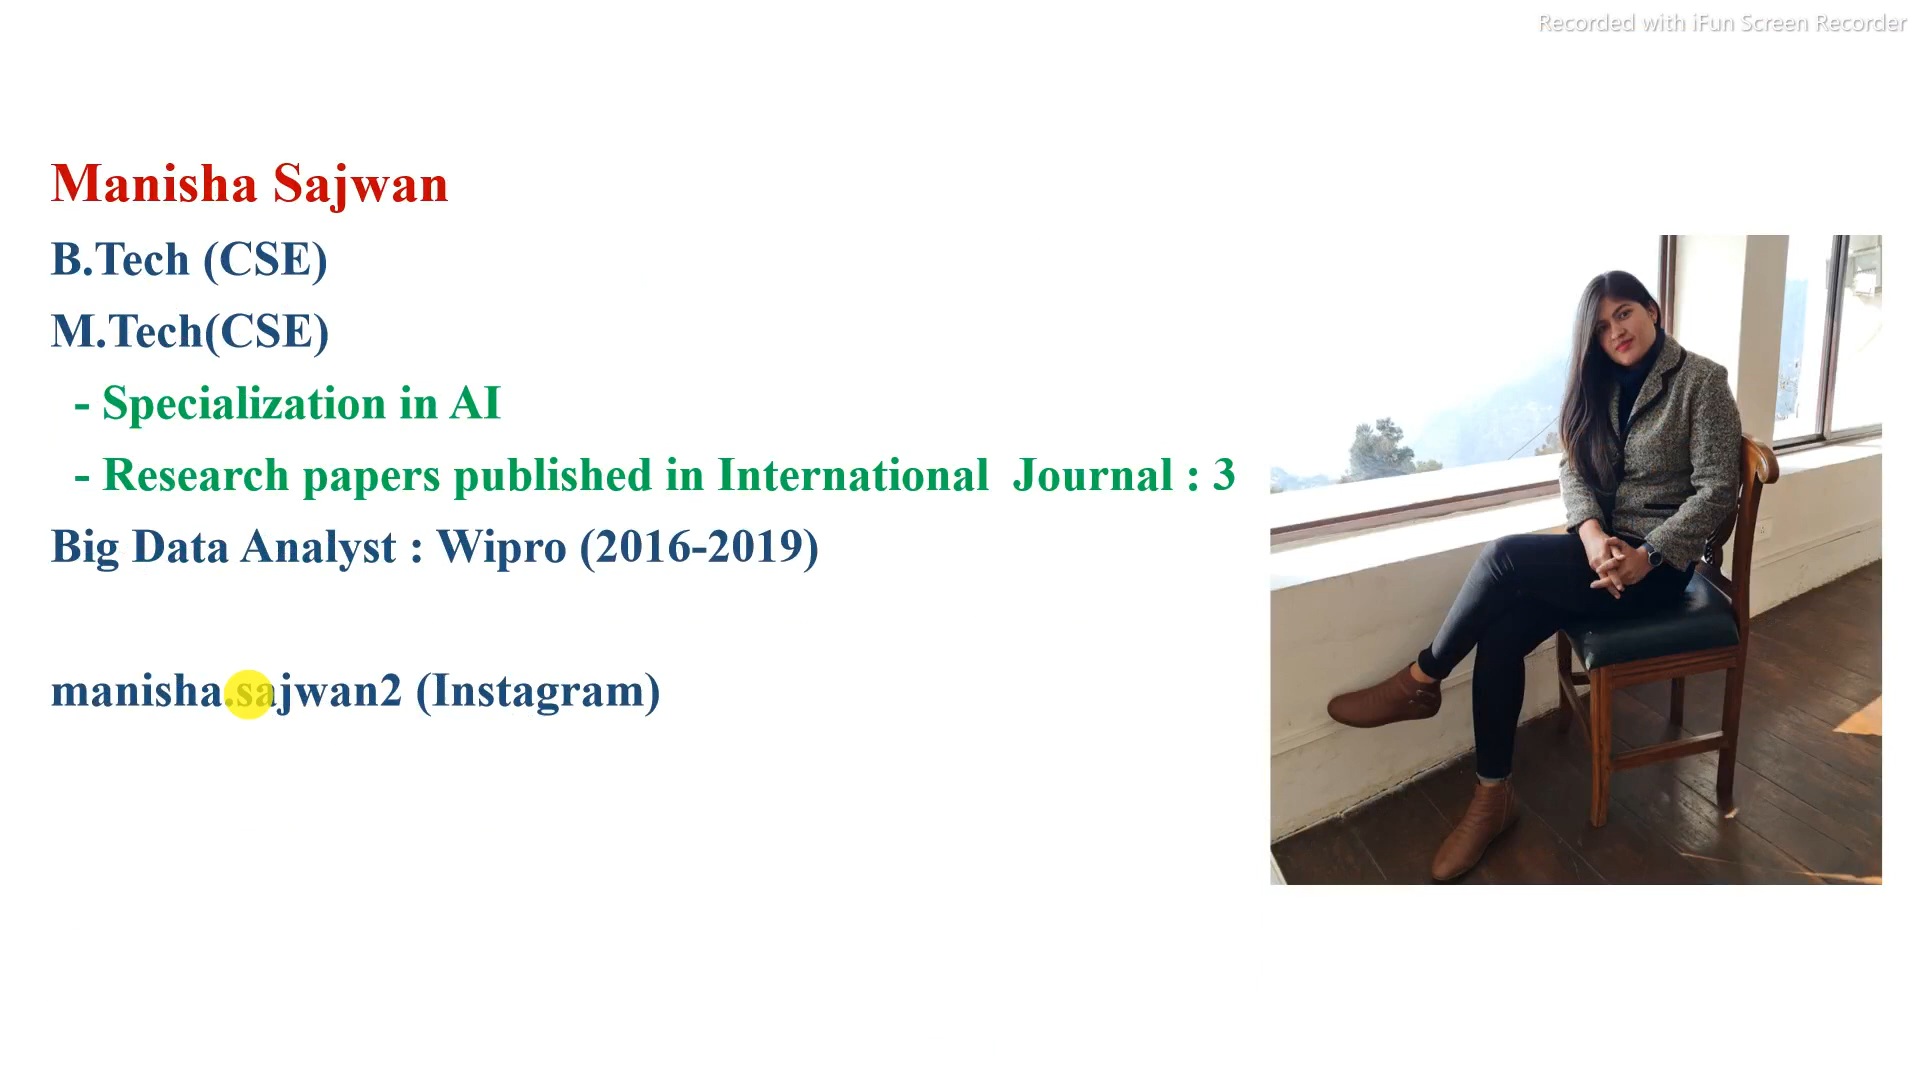 Recorded with iFun Screen Recorder
Manisha Sajwan
B.Tech (CSE)
M.Tech(CSE)
- Specialization in AI
- Research papers published in International Journal : 3
Big Data Analyst : Wipro (2016-2019)
manisha.sajwan2 (Instagram)